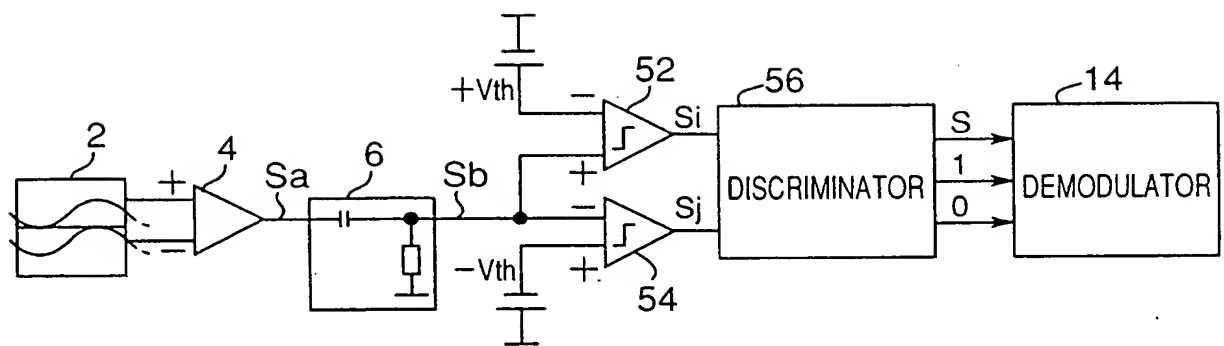 2
+
−
4
Sa
6
Sb
+Vth
−
+
52
Si
−Vth
−
+
54
Sj
56
DISCRIMINATOR
S
1
0
14
DEMODULATOR